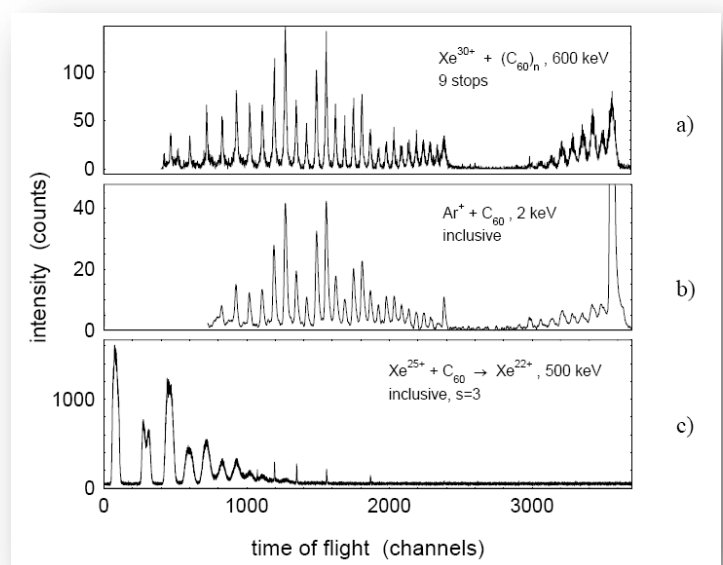 Xe³⁰⁺ + (C₆₀)ₙ , 600 keV
9 stops
100
50
0
a)
Ar⁺ + C₆₀ , 2 keV
inclusive
40
20
0
b)
intensity (counts)
Xe²⁵⁺ + C₆₀ → Xe²²⁺ , 500 keV
inclusive, s=3
1000
0
c)
0 1000 2000 3000
time of flight (channels)